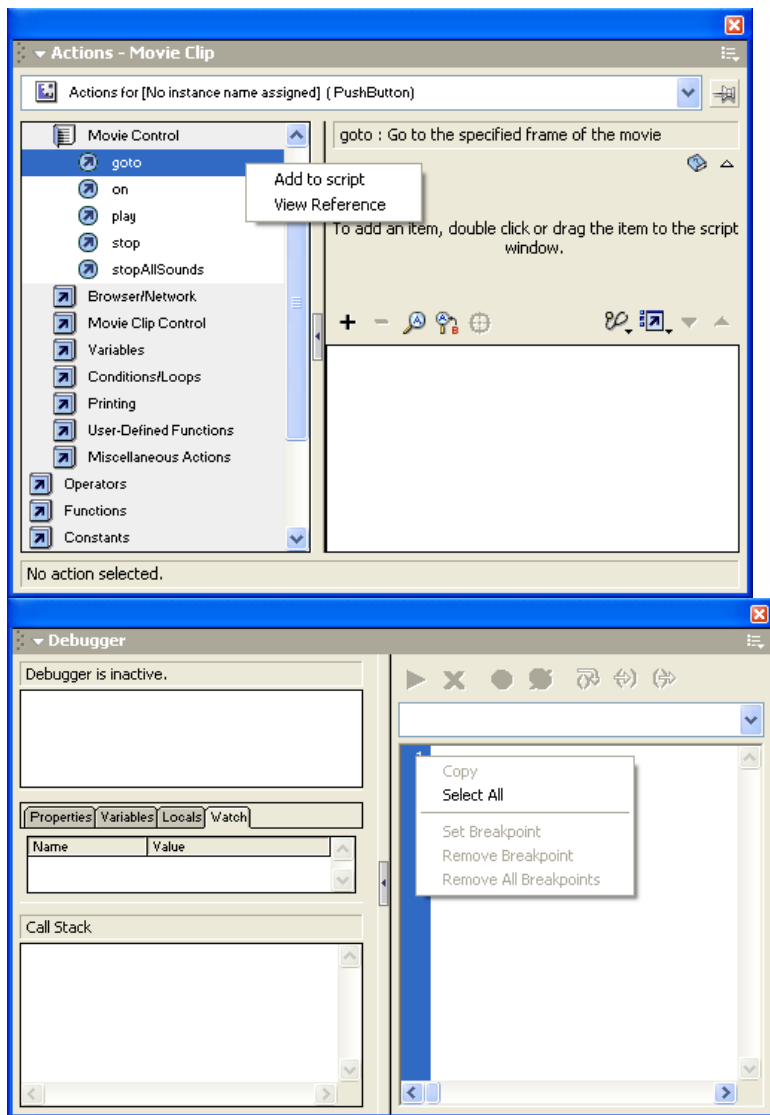 Actions - Movie Clip
Actions for [No instance name assigned] (PushButton)
Movie Control
goto
on
play
stop
stopAllSounds
Browser/Network
Movie Clip Control
Variables
Conditions/Loops
Printing
User-Defined Functions
Miscellaneous Actions
Operators
Functions
Constants
goto : Go to the specified frame of the movie
Add to script
View Reference
To add an item, double click or drag the item to the script
window.
No action selected.
Debugger
Debugger is inactive.
Properties Variables Locals Watch
Name Value
Call Stack
1
Copy
Select All
Set Breakpoint
Remove Breakpoint
Remove All Breakpoints